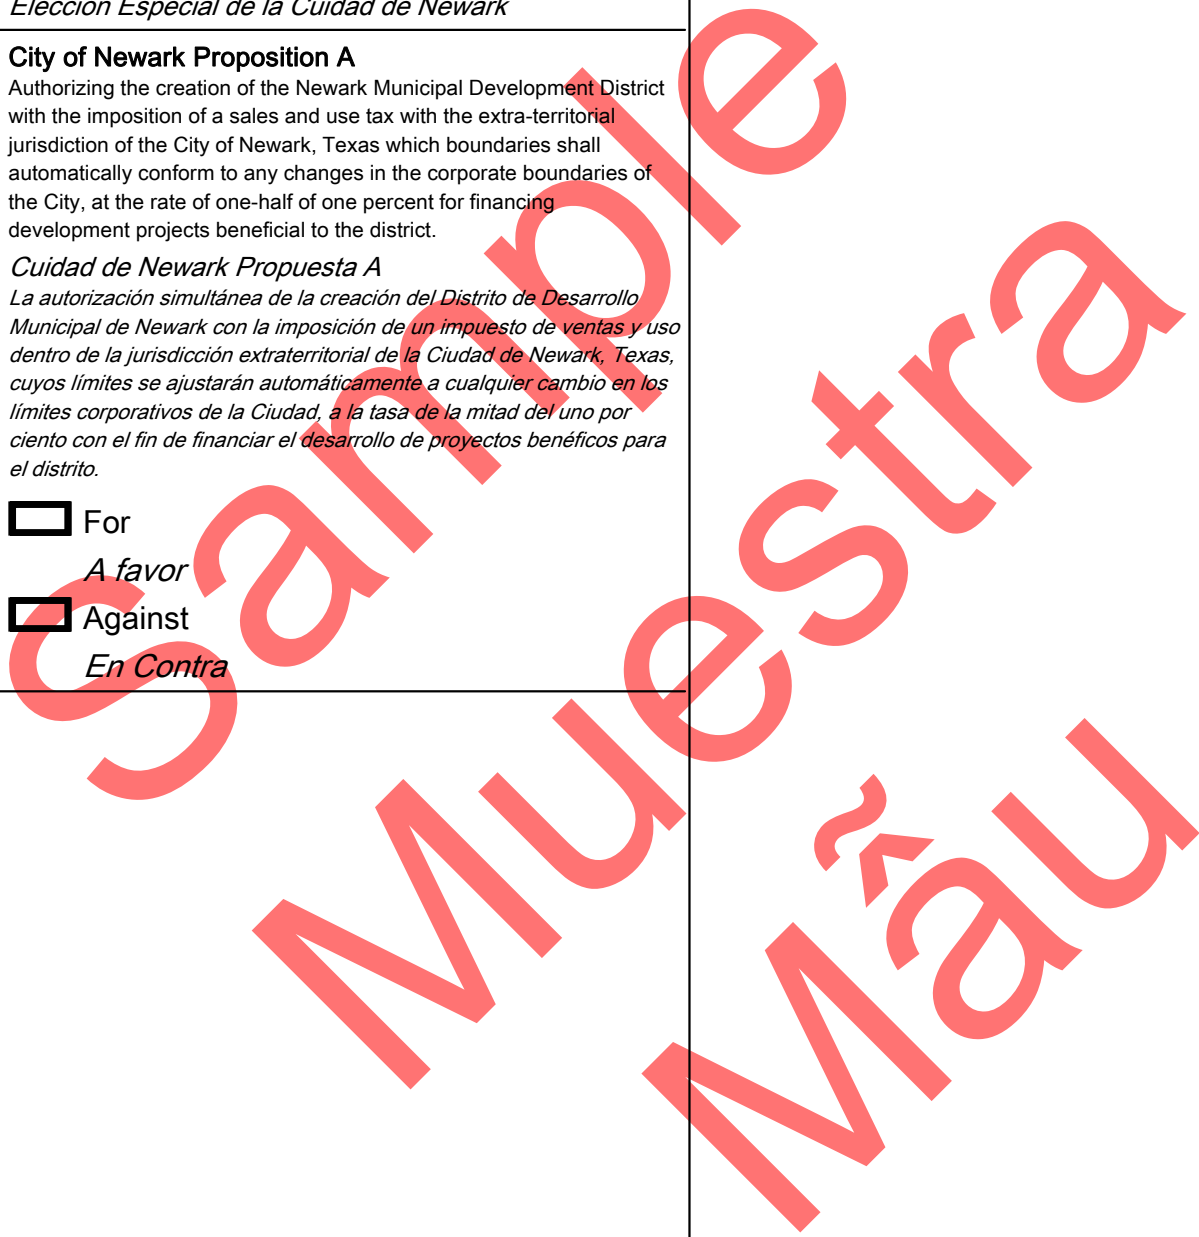 Elección Especial de la Cuidad de Newark
City of Newark Proposition A
Authorizing the creation of the Newark Municipal Development District
with the imposition of a sales and use tax with the extra-territorial
jurisdiction of the City of Newark, Texas which boundaries shall
automatically conform to any changes in the corporate boundaries of
the City, at the rate of one-half of one percent for financing
development projects beneficial to the district.
Cuidad de Newark Propuesta A
La autorización simultánea de la creación del Distrito de Desarrollo
Municipal de Newark con la imposición de un impuesto de ventas y uso
dentro de la jurisdicción extraterritorial de la Ciudad de Newark, Texas,
cuyos límites se ajustarán automáticamente a cualquier cambio en los
límites corporativos de la Ciudad, a la tasa de la mitad del uno por
ciento con el fin de financiar el desarrollo de proyectos benéficos para
el distrito.
For
A favor
Against
En Contra
Sample
Muestra
Mẫu